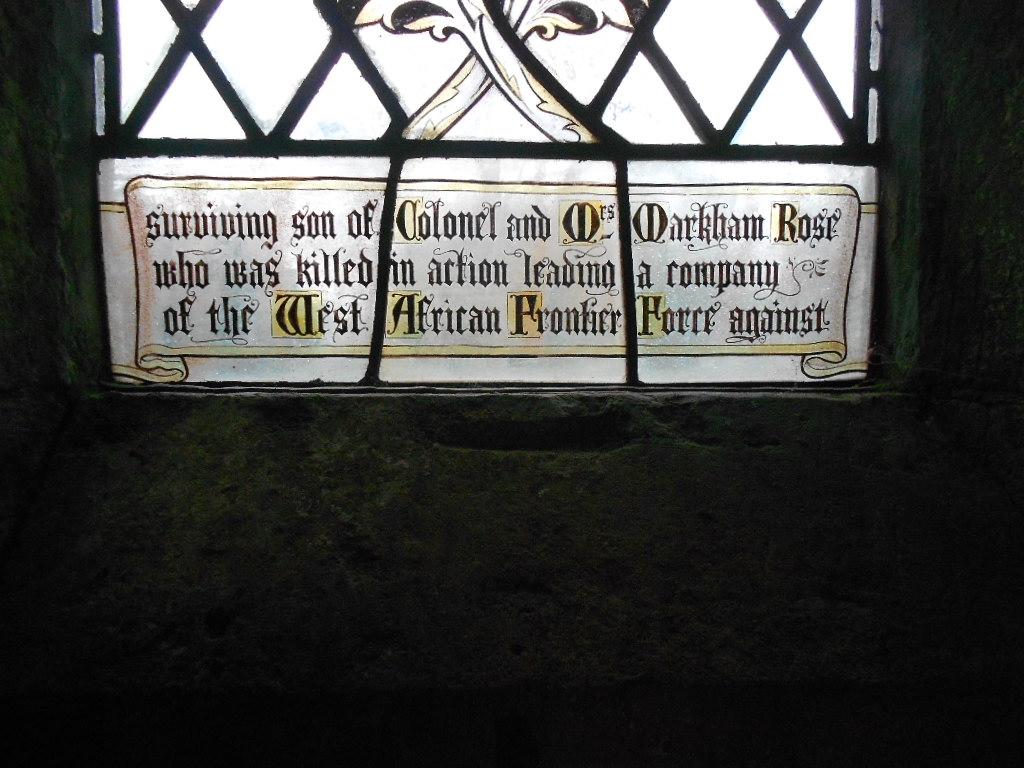 surviving son of Colonel and Mrs Markham Rose
who was killed in action leading a company
of the West African Frontier Force against